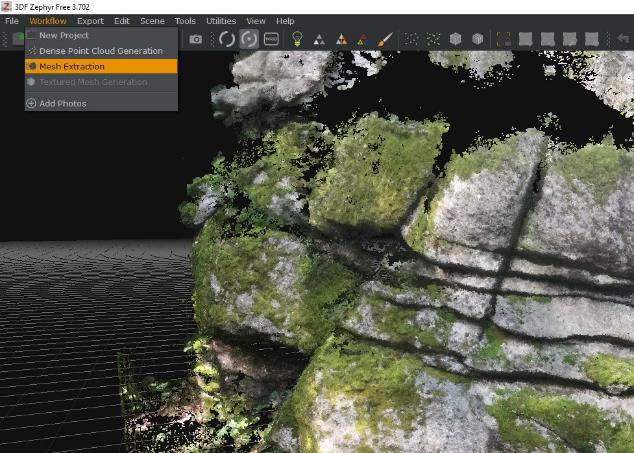 3DF Zephyr Free 3.702
File Workflow Export Edit Scene Tools Utilities View Help
New Project
Dense Point Cloud Generation
Mesh Extraction
Textured Mesh Generation
Add Photos